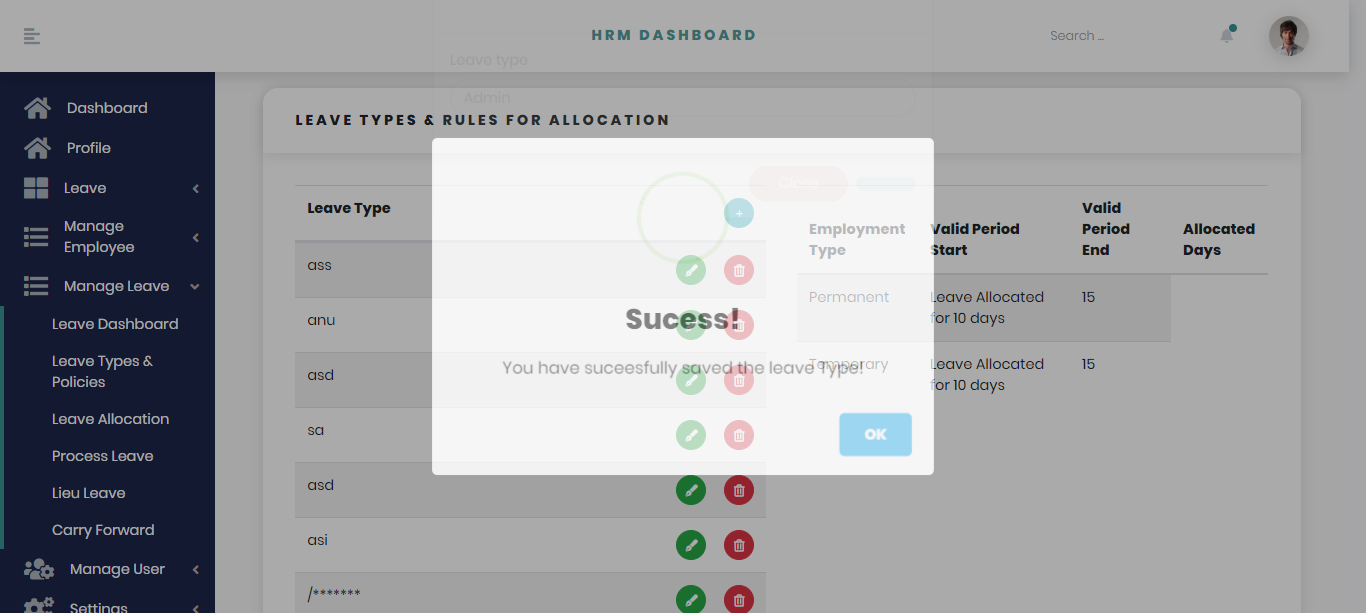 HRM DASHBOARD
Search ...
Leave type
Admin
Dashboard
Profile
Leave
Manage
Employee
Manage Leave
Leave Dashboard
Leave Types &
Policies
Leave Allocation
Process Leave
Lieu Leave
Carry Forward
Manage User
Settings
LEAVE TYPES & RULES FOR ALLOCATION
Close
Leave Type
+
ass
anu
asd
sa
asd
asi
/*******
Employment
Type
Valid Period
Start
Valid
Period
End
Allocated
Days
Permanent
Leave Allocated
for 10 days
15
Temporary
Leave Allocated
for 10 days
15
Sucess!
You have suceesfully saved the leave Type!
OK